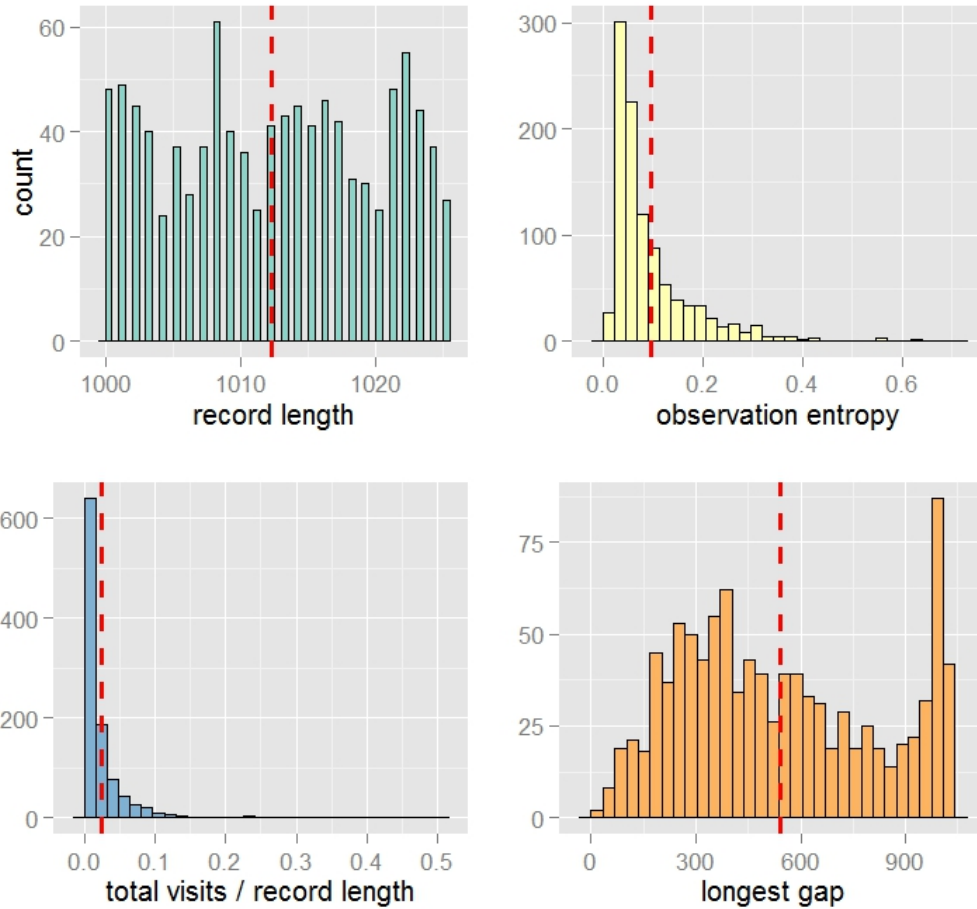 60
40
20
0
count
1000 1010 1020
record length
300
200
100
0
0.0 0.2 0.4 0.6
observation entropy
600
400
200
0
0.0 0.1 0.2 0.3 0.4 0.5
total visits / record length
75
50
25
0
0 300 600 900
longest gap